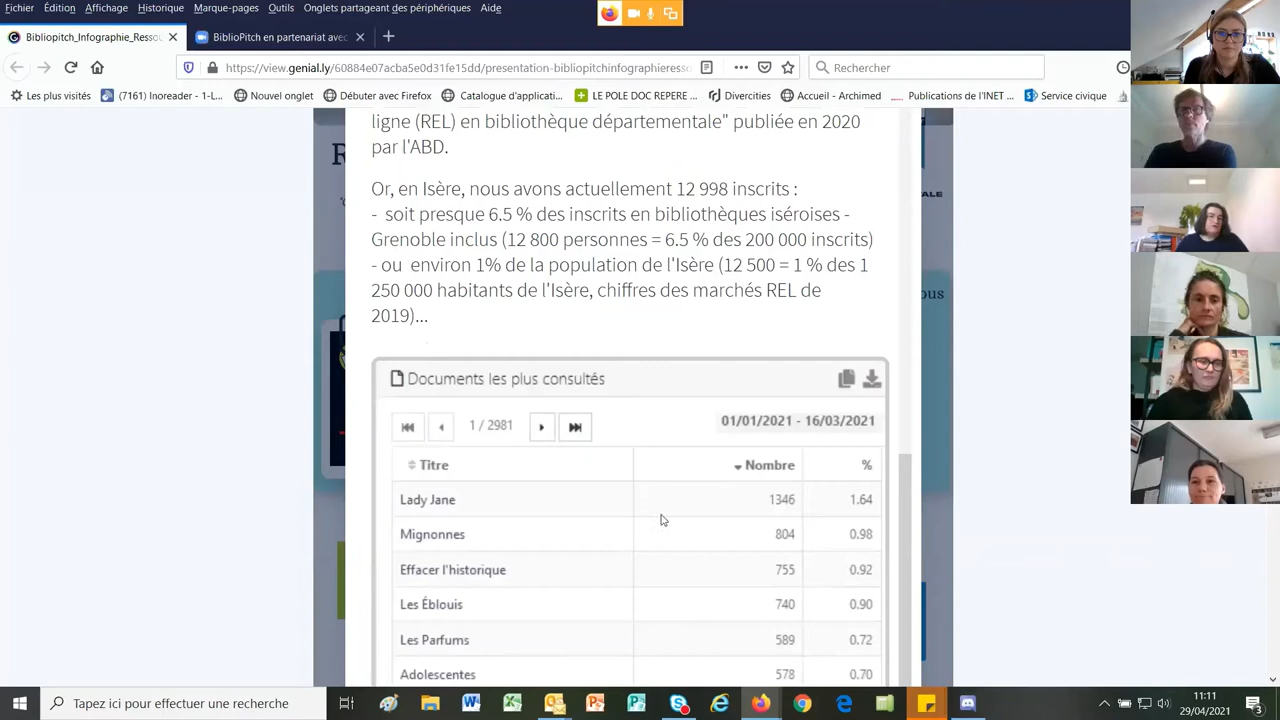 Fichier Édition Affichage Historique Marque-pages Outils Onglets partageant des périphériques Aide
Bibliopitch_Infographie_Ressou
BiblioPitch en partenariat avec
https://view.genial.ly/60884e07acba5e0d31fe15dd/presentation-bibliopitchinfographieresso
Rechercher
Les plus visités
(7161) Inoreader - 1-L...
Nouvel onglet
Débuter avec Firefox
Catalogue d'applicati...
LE POLE DOC REPERE ...
Divercities
Accueil - Archimed
Publications de l'INET ...
Service civique
ligne (REL) en bibliothèque départementale" publiée en 2020
par l'ABD.
R
ALE
Or, en Isère, nous avons actuellement 12 998 inscrits :
- soit presque 6.5 % des inscrits en bibliothèques iséroises -
Grenoble inclus (12 800 personnes = 6.5 % des 200 000 inscrits)
- ou environ 1% de la population de l'Isère (12 500 = 1 % des 1
250 000 habitants de l'Isère, chiffres des marchés REL de
2019)...
ous
Documents les plus consultés
1 / 2981
01/01/2021 - 16/03/2021
Titre Nombre %
Lady Jane 1346 1.64
Mignonnes 804 0.98
Effacer l'historique 755 0.92
Les Éblouis 740 0.90
Les Parfums 589 0.72
Adolescentes 578 0.70
Tapez ici pour effectuer une recherche
11:11
29/04/2021
3